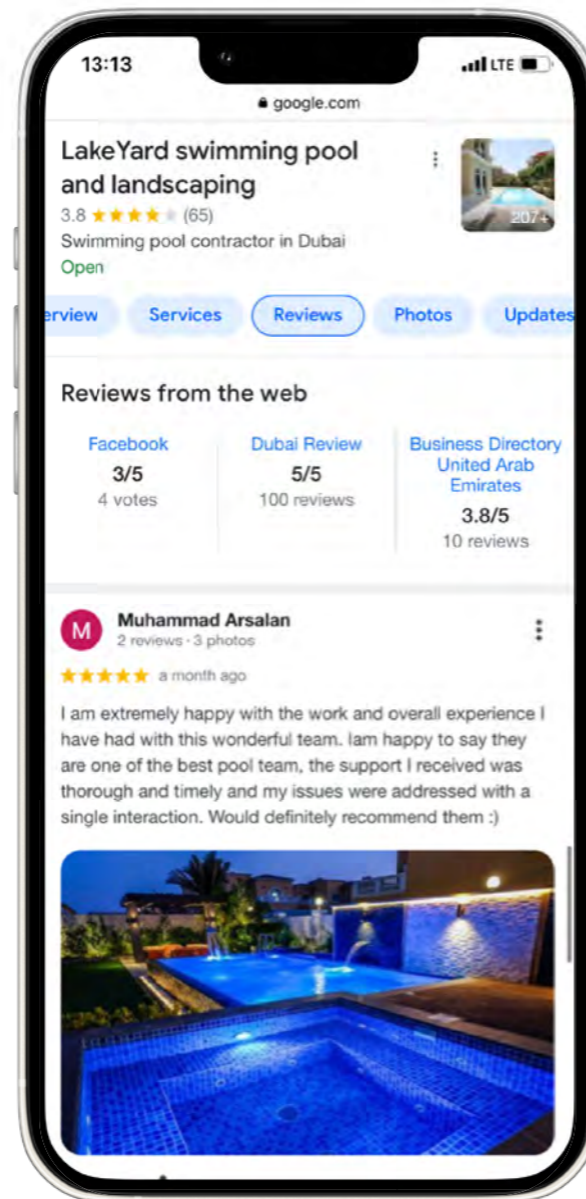 13:13
LTE
google.com
LakeYard swimming pool
and landscaping
3.8 ★★★★★ (65)
207+
Swimming pool contractor in Dubai
Open
erview Services Reviews Photos Updates
Reviews from the web
Facebook
3/5
4 votes
Dubai Review
5/5
100 reviews
Business Directory
United Arab
Emirates
3.8/5
10 reviews
M
Muhammad Arsalan
2 reviews · 3 photos
★★★★★ a month ago
I am extremely happy with the work and overall experience I
have had with this wonderful team. Iam happy to say they
are one of the best pool team, the support I received was
thorough and timely and my issues were addressed with a
single interaction. Would definitely recommend them :)